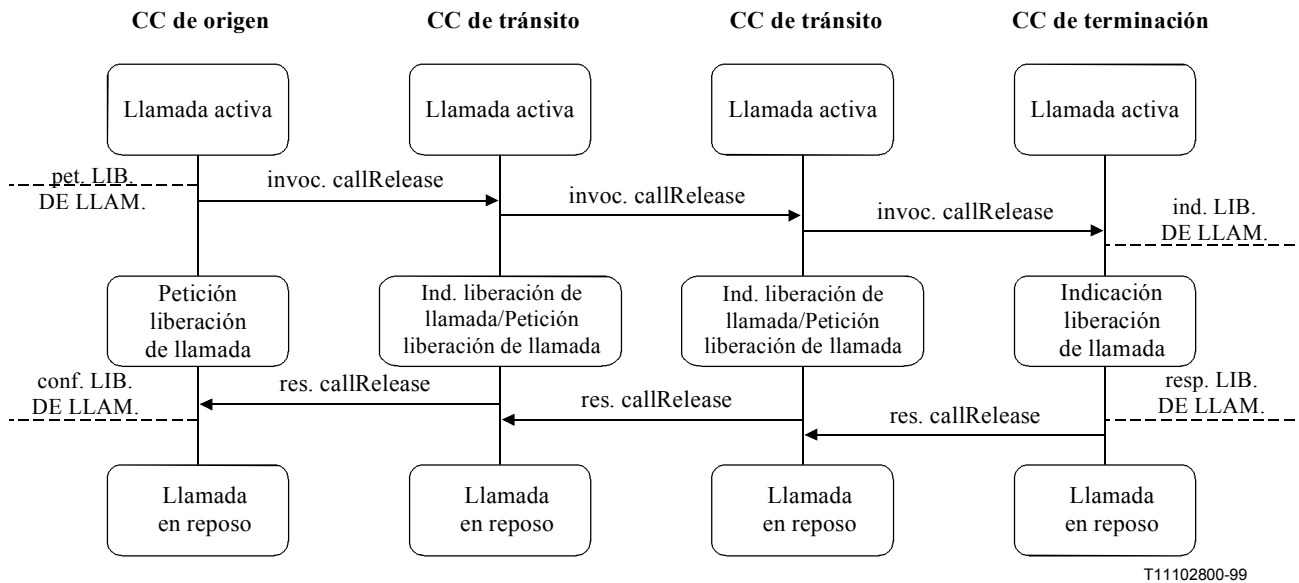 CC de origen
CC de tránsito
CC de tránsito
CC de terminación
Llamada activa
Llamada activa
Llamada activa
Llamada activa
pet. LIB.
DE LLAM.
invoc. callRelease
invoc. callRelease
invoc. callRelease
ind. LIB.
DE LLAM.
Petición
liberación
de llamada
Ind. liberación de
llamada/Petición
liberación de llamada
Ind. liberación de
llamada/Petición
liberación de llamada
Indicación
liberación
de llamada
conf. LIB.
DE LLAM.
res. callRelease
res. callRelease
res. callRelease
resp. LIB.
DE LLAM.
Llamada
en reposo
Llamada
en reposo
Llamada
en reposo
Llamada
en reposo
T11102800-99